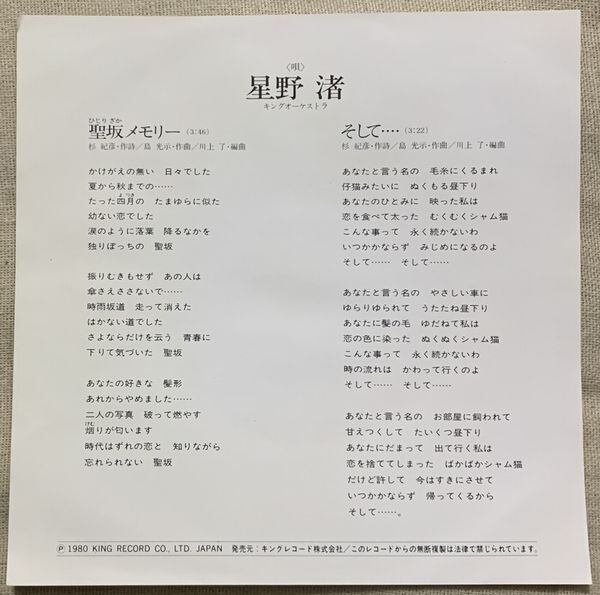 〈唄〉
星野 渚
キングオーケストラ
ひとりざか
聖坂メモリー(3:46)
杉 紀彦・作詩／島 光示・作曲／川上 了・編曲
かけがえの無い 日々でした
夏から秋までの……
よつき
たった四月の たまゆらに似た
幼ない恋でした
涙のように落葉 降るなかを
独りぼっちの 聖坂
振りむきもせず あの人は
傘さえささないで……
時雨坂道 走って消えた
はかない道でした
さよならだけを云う 青春に
下りて気づいた 聖坂
あなたの好きな 髪形
あれからやめました……
二人の写真 破って燃やす
けむ
烟りが匂います
時代はずれの恋と 知りながら
忘れられない 聖坂
そして‥‥(3:22)
杉 紀彦・作詩／島 光示・作曲／川上 了・編曲
あなたと言う名の 毛糸にくるまれ
仔猫みたいに ぬくもる昼下り
あなたのひとみに 映った私は
恋を食べて太った むくむくシャム猫
こんな事って 永く続かないわ
いつかかならず みじめになるのよ
そして…… そして……
あなたと言う名の やさしい車に
ゆらりゆられて うたたね昼下り
あなたに髪の毛 ゆだねて私は
恋の色に染った ぬくぬくシャム猫
こんな事って 永く続かないわ
時の流れは かわって行くのよ
そして…… そして……
あなたと言う名の お部屋に飼われて
甘えつくして たいくつ昼下り
あなたにだまって 出て行く私は
恋を捨ててしまった ばかばかシャム猫
だけど許して 今はすきにさせて
いつかかならず 帰ってくるから
そして……。
Ⓟ1980 KING RECORD CO., LTD. JAPAN 発売元：キングレコード株式会社／このレコードからの無断複製は法律で禁じられています。